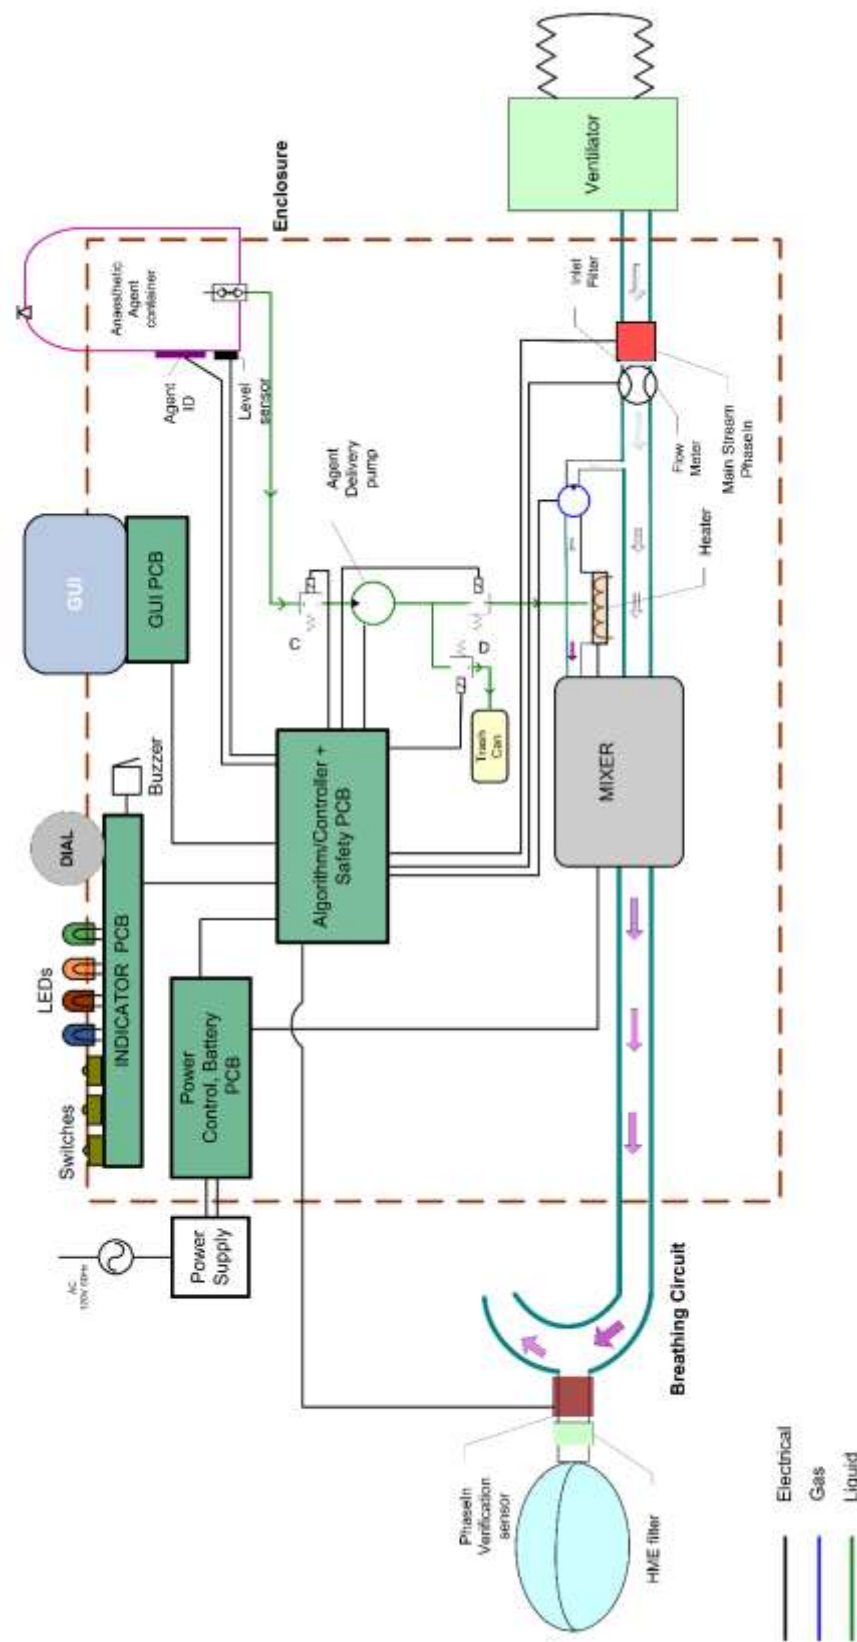 AC
120V 60Hz
Power
Supply
Switches
LEDs
DIAL
INDICATOR PCB
Buzzer
GUI
GUI PCB
Power
Control, Battery
PCB
Algorithm/Controller +
Safety PCB
Anaesthetic
Agent
container
Agent
ID
Level
sensor
Enclosure
C
Agent
Delivery
pump
D
Trash
Can
MIXER
Heater
Flow
Meter
Main Stream
PhaseIn
Inlet
Filter
Ventilator
Phasein
Verification
sensor
HME filter
Breathing Circuit
Electrical
Gas
Liquid